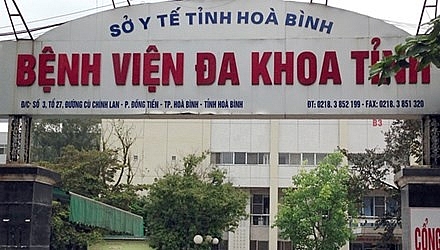 SỞ Y TẾ TỈNH HOÀ BÌNH
BỆNH VIỆN ĐA KHOA TỈNH
Đ/C: SỐ 3, TỔ 27, ĐƯỜNG CÙ CHÍNH LAN - P. ĐỒNG TIẾN - TP. HOÀ BÌNH - TỈNH HOÀ BÌNH ĐT: 0218. 3 852 199 - FAX: 0218. 3 851 320
B3
CỔNG